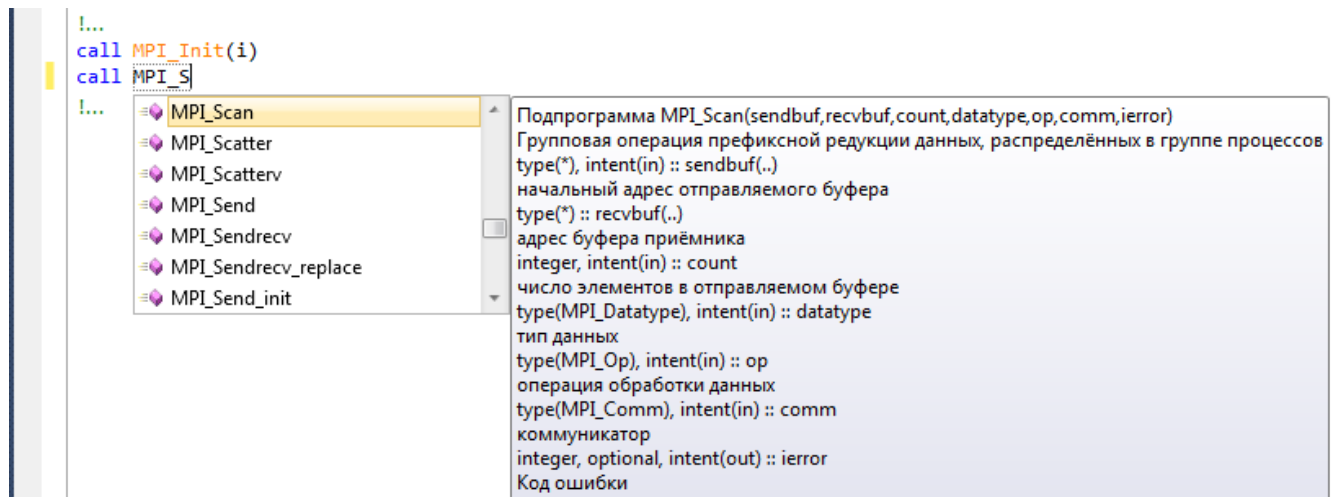 !...
call MPI_Init(i)
call MPI_S
!...
MPI_Scan
MPI_Scatter
MPI_Scatterv
MPI_Send
MPI_Sendrecv
MPI_Sendrecv_replace
MPI_Send_init
Подпрограмма MPI_Scan(sendbuf,recvbuf,count,datatype,op,comm,ierror)
Групповая операция префиксной редукции данных, распределённых в группе процессов
type(*), intent(in) :: sendbuf(..)
начальный адрес отправляемого буфера
type(*) :: recvbuf(..)
адрес буфера приёмника
integer, intent(in) :: count
число элементов в отправляемом буфере
type(MPI_Datatype), intent(in) :: datatype
тип данных
type(MPI_Op), intent(in) :: op
операция обработки данных
type(MPI_Comm), intent(in) :: comm
коммуникатор
integer, optional, intent(out) :: ierror
Код ошибки